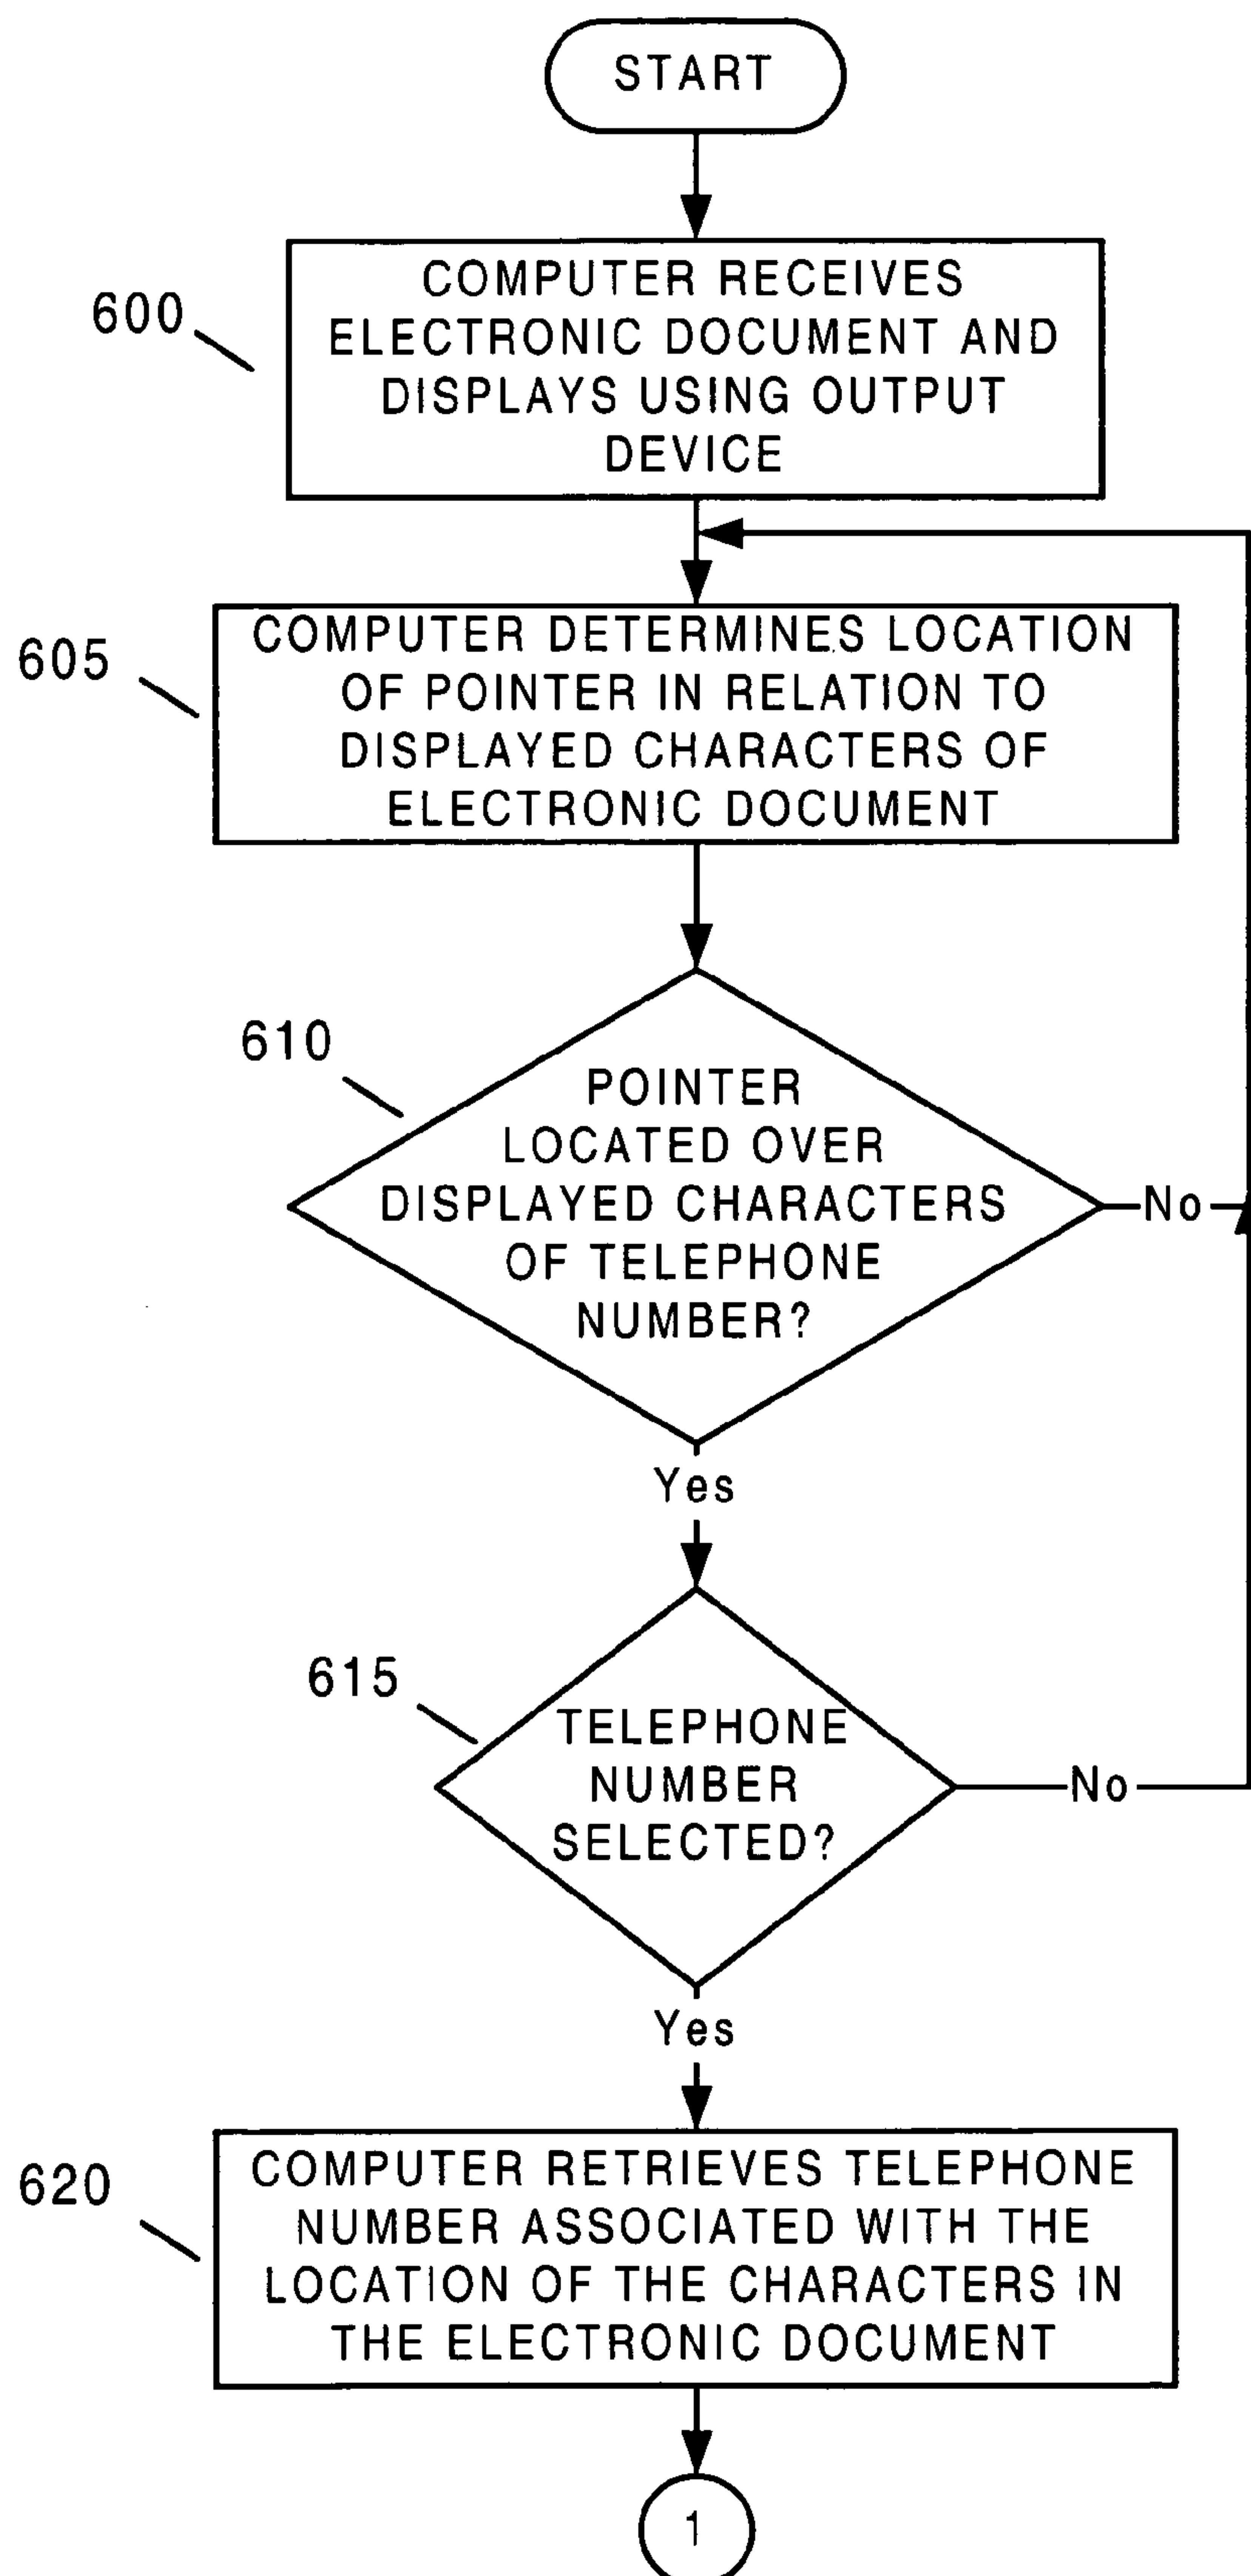 START
600
COMPUTER RECEIVES
ELECTRONIC DOCUMENT AND
DISPLAYS USING OUTPUT
DEVICE
605
COMPUTER DETERMINES LOCATION
OF POINTER IN RELATION TO
DISPLAYED CHARACTERS OF
ELECTRONIC DOCUMENT
610
POINTER
LOCATED OVER
DISPLAYED CHARACTERS
OF TELEPHONE
NUMBER?
No
Yes
615
TELEPHONE
NUMBER
SELECTED?
No
Yes
620
COMPUTER RETRIEVES TELEPHONE
NUMBER ASSOCIATED WITH THE
LOCATION OF THE CHARACTERS IN
THE ELECTRONIC DOCUMENT
1